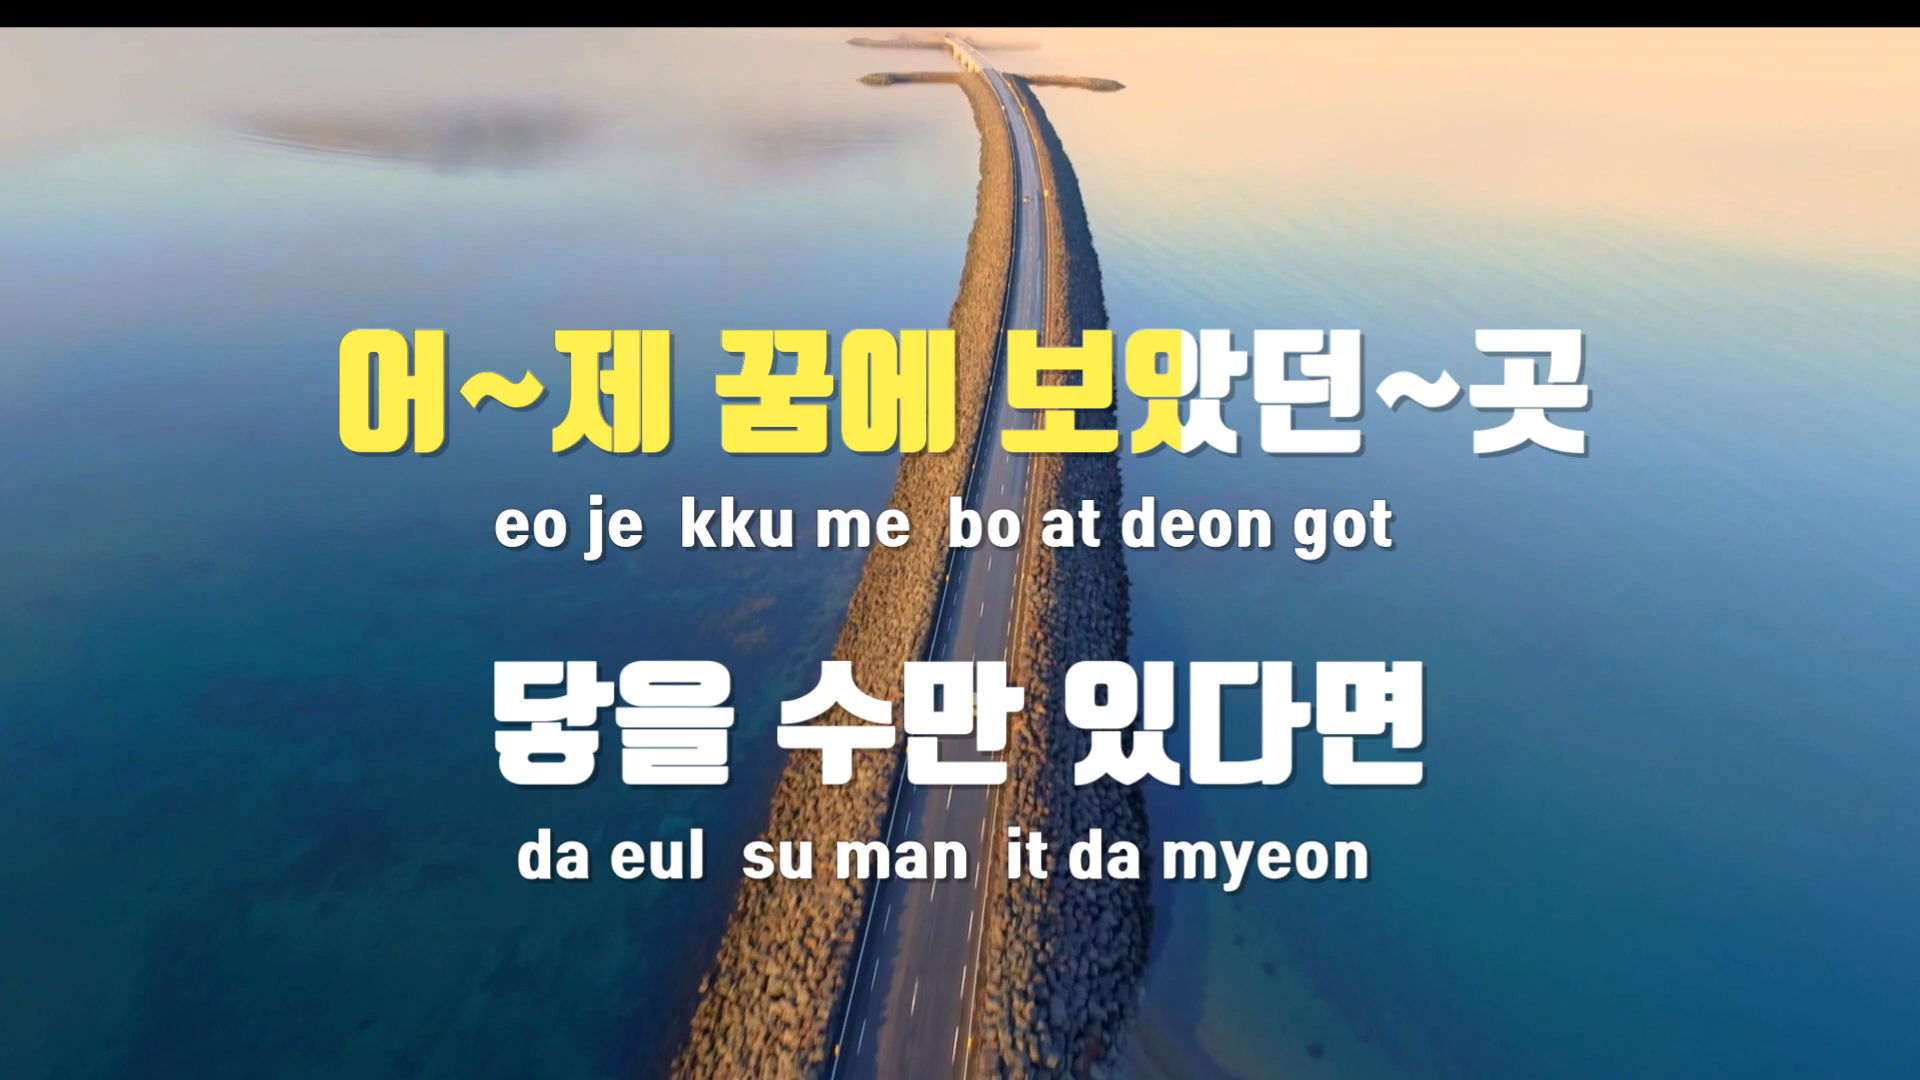 어~제 꿈에 보았던~곳
eo je kku me bo at deon got
닿을 수만 있다면
da eul su man it da myeon